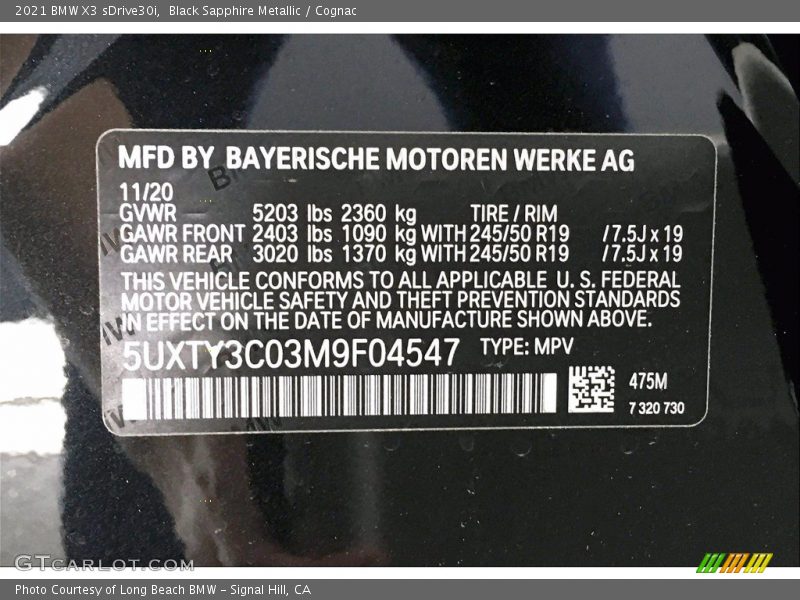 2021 BMW X3 sDrive30i, Black Sapphire Metallic / Cognac
MFD BY BAYERISCHE MOTOREN WERKE AG
11/20
GVWR 5203 lbs 2360 kg TIRE / RIM
GAWR FRONT 2403 lbs 1090 kg WITH 245/50 R19 /7.5J x 19
GAWR REAR 3020 lbs 1370 kg WITH 245/50 R19 /7.5J x 19
THIS VEHICLE CONFORMS TO ALL APPLICABLE U. S. FEDERAL
MOTOR VEHICLE SAFETY AND THEFT PREVENTION STANDARDS
IN EFFECT ON THE DATE OF MANUFACTURE SHOWN ABOVE.
5UXTY3C03M9F04547 TYPE: MPV
475M
7 320 730
GTCARLOT.COM
Photo Courtesy of Long Beach BMW - Signal Hill, CA